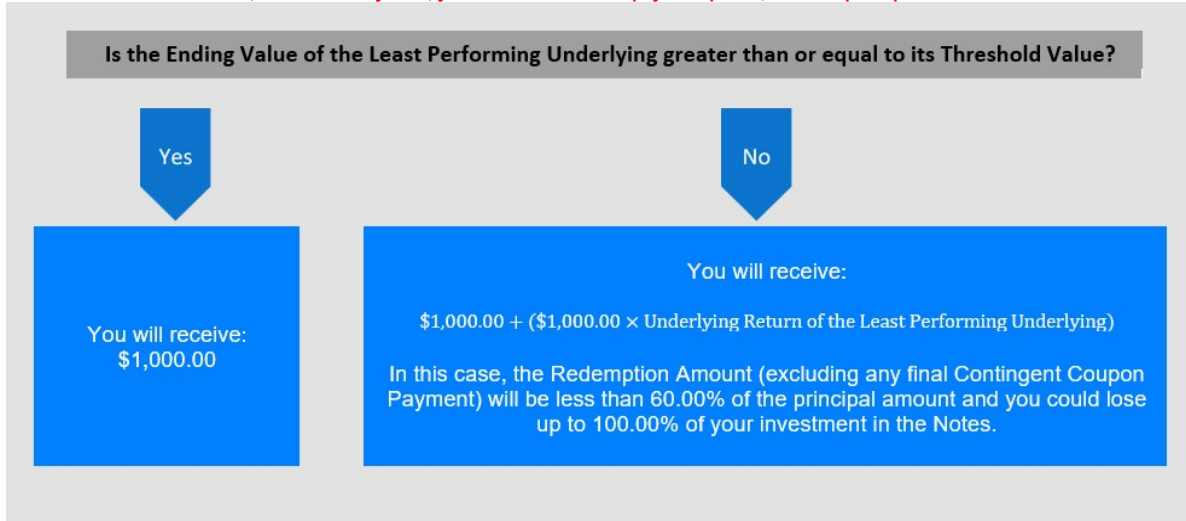 Is the Ending Value of the Least Performing Underlying greater than or equal to its Threshold Value?
Yes
No
You will receive:
$1,000.00
You will receive:
$1,000.00 + ($1,000.00 × Underlying Return of the Least Performing Underlying)
In this case, the Redemption Amount (excluding any final Contingent Coupon
Payment) will be less than 60.00% of the principal amount and you could lose
up to 100.00% of your investment in the Notes.